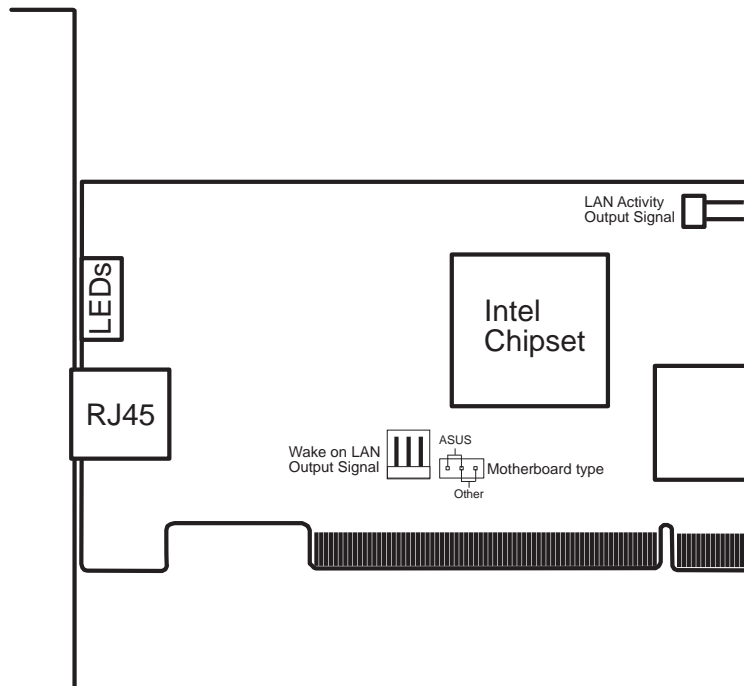 LAN Activity
Output Signal
LEDs
Intel
Chipset
RJ45
Wake on LAN
Output Signal
ASUS
Motherboard type
Other